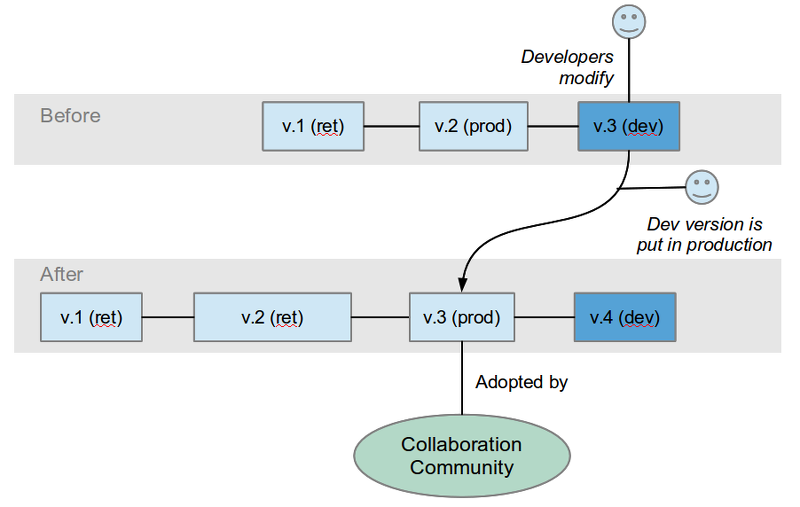 Developers
modify
Before
v.1 (ret)
v.2 (prod)
v.3 (dev)
Dev version is
put in production
After
v.1 (ret)
v.2 (ret)
v.3 (prod)
v.4 (dev)
Adopted by
Collaboration
Community